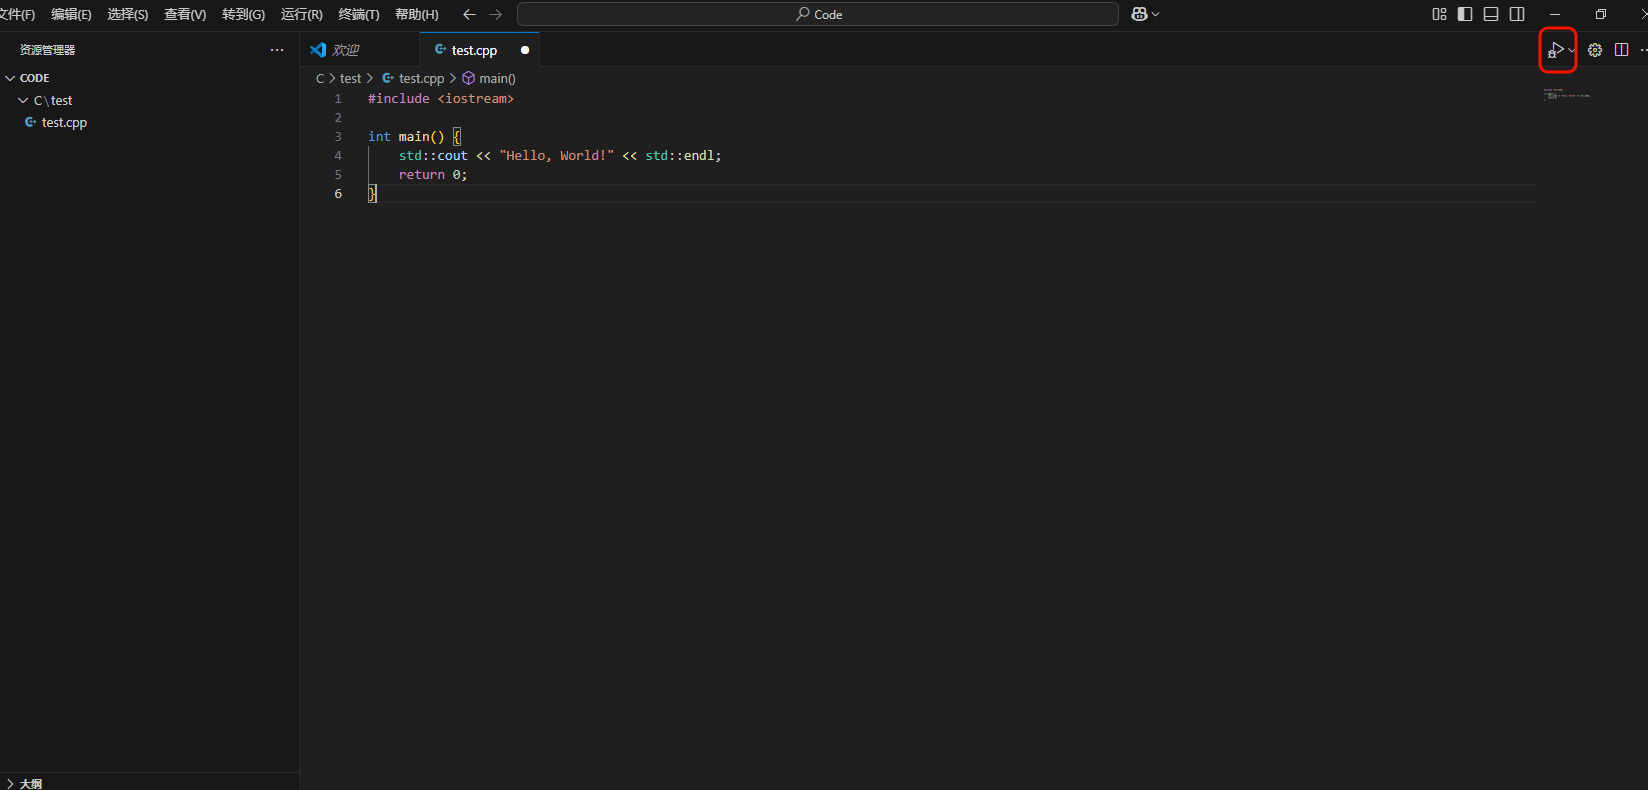 文件(F) 编辑(E) 选择(S) 查看(V) 转到(G) 运行(R) 终端(T) 帮助(H) Code
资源管理器
CODE
C \ test
test.cpp
大纲
欢迎 test.cpp
C > test > test.cpp > main()
1 #include <iostream>
2
3 int main() {
4 std::cout << "Hello, World!" << std::endl;
5 return 0;
6 }